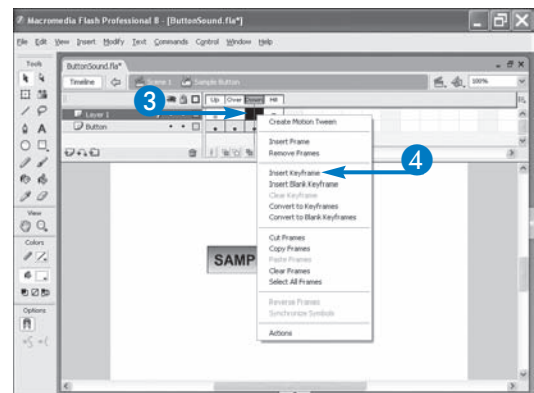 Macromedia Flash Professional 8 - [ButtonSound.fla*]
File Edit View Insert Modify Text Commands Control Window Help
Tools
ButtonSound.fla*
Timeline
Scene 1
Sample Button
100%
3
Up Over Down Hit
Layer 1
Button
Create Motion Tween
Insert Frame
Remove Frames
Insert Keyframe
4
Insert Blank Keyframe
Clear Keyframe
Convert to Keyframes
Convert to Blank Keyframes
Cut Frames
Copy Frames
Paste Frames
Clear Frames
Select All Frames
Reverse Frames
Synchronize Symbols
Actions
View
Colors
Options
SAMP